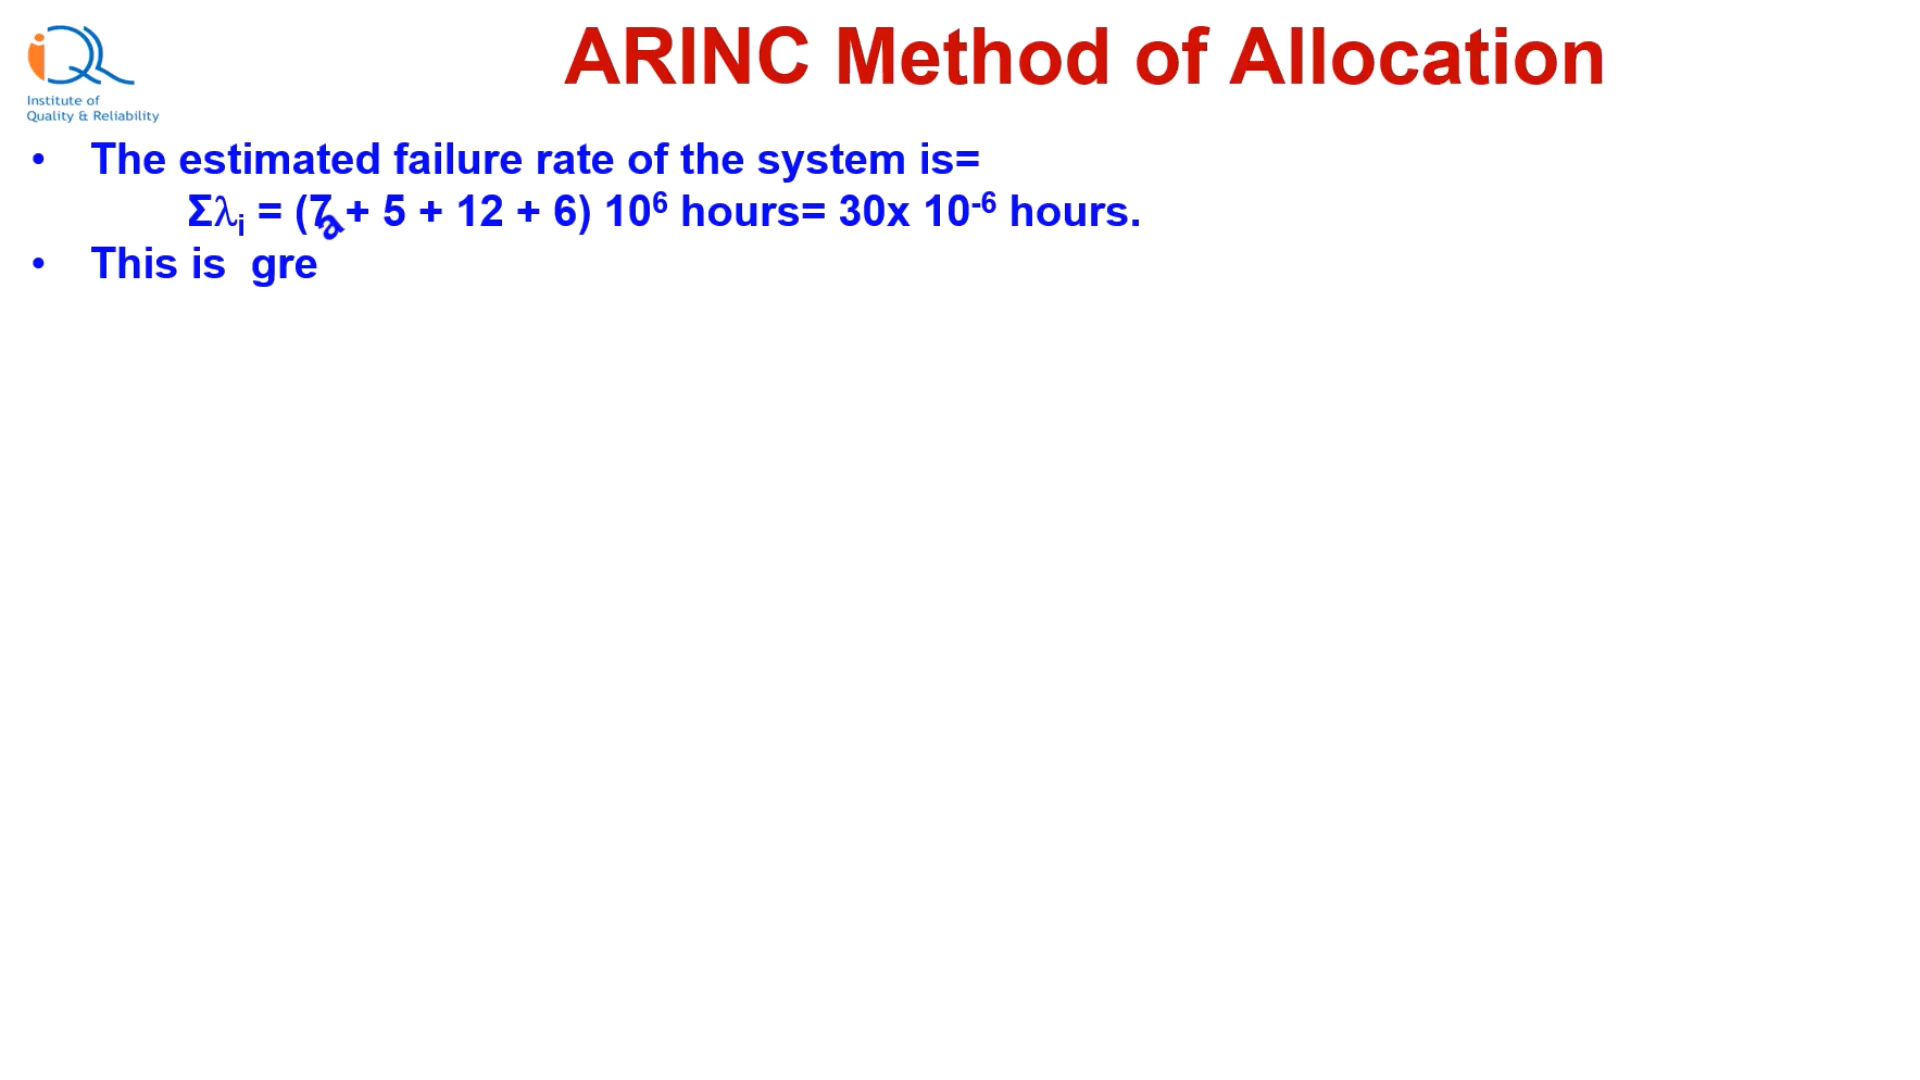 ARINC Method of Allocation
iQ
Institute of
Quality & Reliability
• The estimated failure rate of the system is=
Σλi = (7 + 5 + 12 + 6) 10⁶ hours= 30x 10⁻⁶ hours.
a
• This is gre